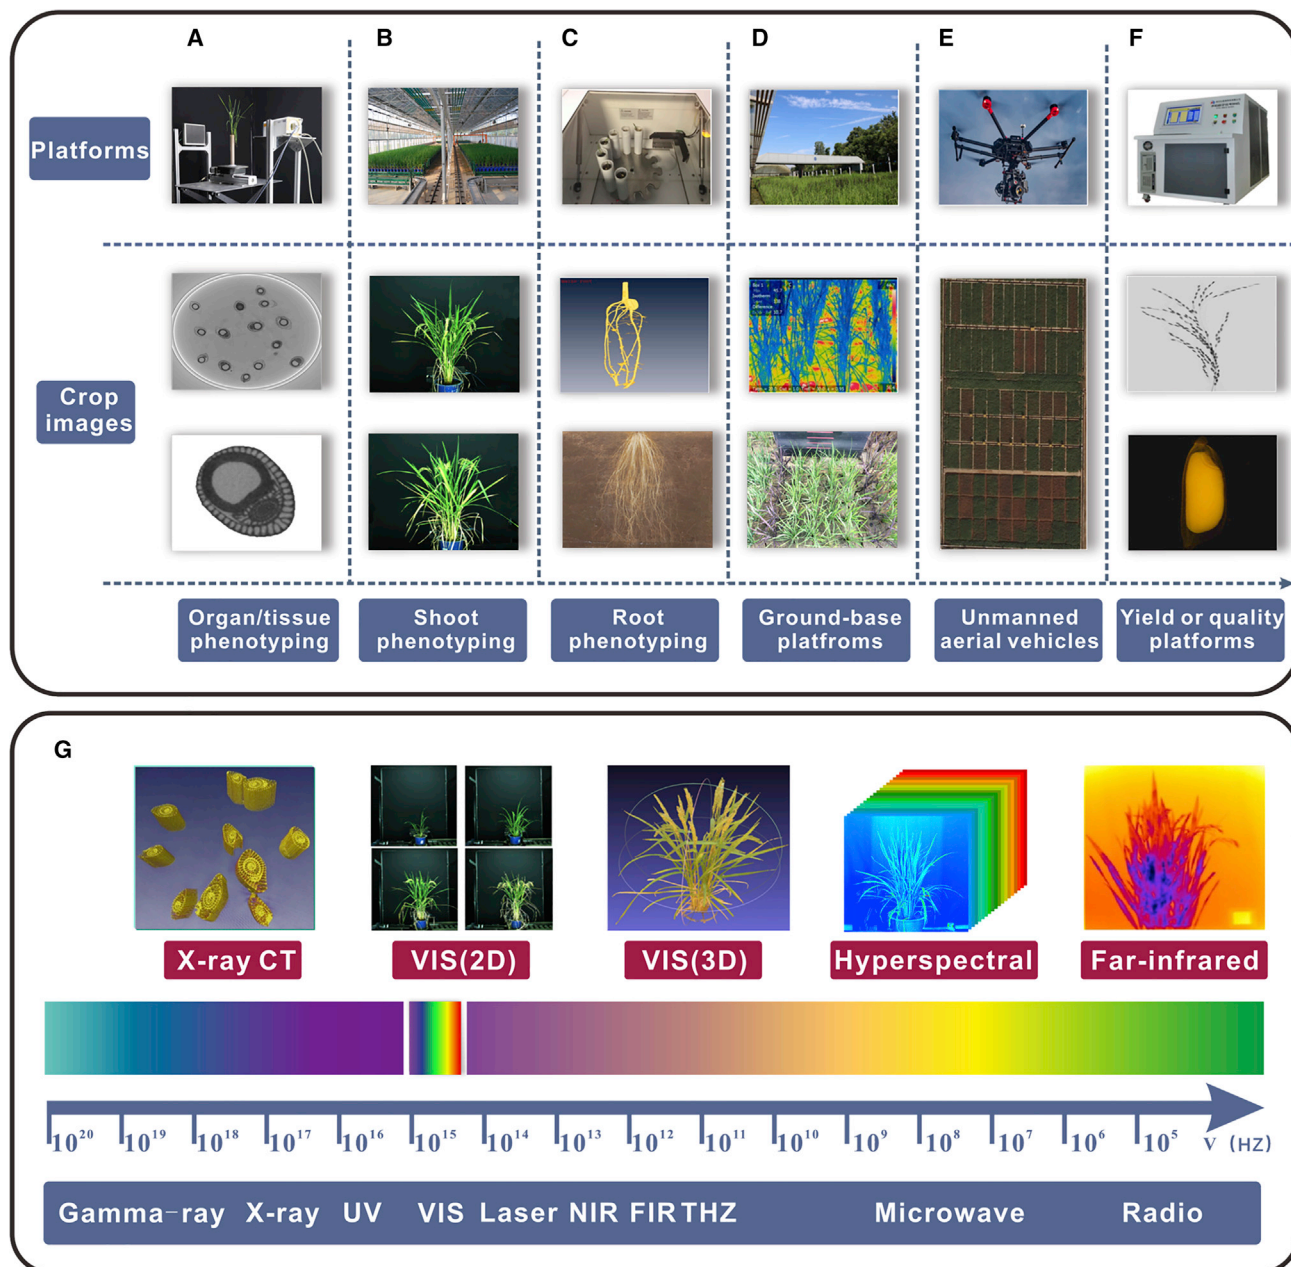 A
B
C
D
E
F
Platforms
Crop
images
Organ/tissue
phenotyping
Shoot
phenotyping
Root
phenotyping
Ground-base
platfroms
Unmanned
aerial vehicles
Yield or quality
platforms
G
X-ray CT
VIS(2D)
VIS(3D)
Hyperspectral
Far-infrared
10²⁰ 10¹⁹ 10¹⁸ 10¹⁷ 10¹⁶ 10¹⁵ 10¹⁴ 10¹³ 10¹² 10¹¹ 10¹⁰ 10⁹ 10⁸ 10⁷ 10⁶ 10⁵ V (HZ)
Gamma-ray X-ray UV VIS Laser NIR FIR THZ Microwave Radio